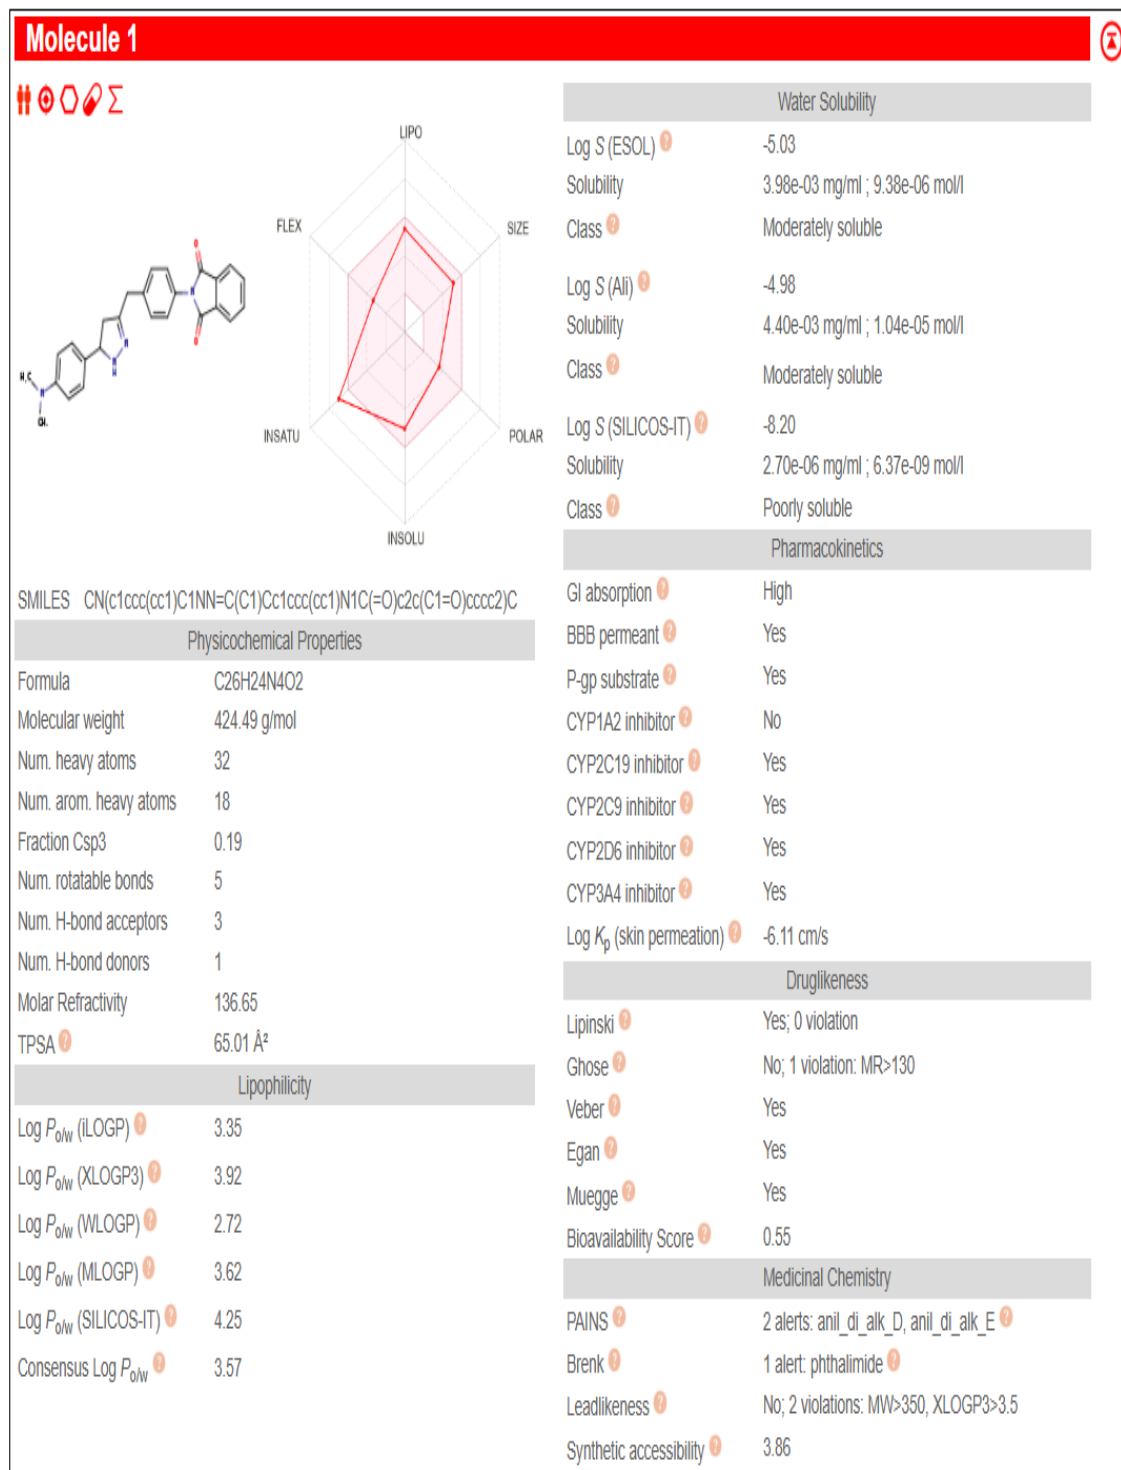 Molecule 1
LIPO
FLEX
SIZE
INSATU
POLAR
INSOLU
H₃C
N
CH₃
N
N
H
N
O
O
SMILES CN(c1ccc(cc1)C1NN=C(C1)Cc1ccc(cc1)N1C(=O)c2c(C1=O)cccc2)C
Physicochemical Properties
Formula C26H24N4O2
Molecular weight 424.49 g/mol
Num. heavy atoms 32
Num. arom. heavy atoms 18
Fraction Csp3 0.19
Num. rotatable bonds 5
Num. H-bond acceptors 3
Num. H-bond donors 1
Molar Refractivity 136.65
TPSA ? 65.01 Å²
Lipophilicity
Log Po/w (iLOGP) ? 3.35
Log Po/w (XLOGP3) ? 3.92
Log Po/w (WLOGP) ? 2.72
Log Po/w (MLOGP) ? 3.62
Log Po/w (SILICOS-IT) ? 4.25
Consensus Log Po/w ? 3.57
Water Solubility
Log S (ESOL) ? -5.03
Solubility 3.98e-03 mg/ml ; 9.38e-06 mol/l
Class ? Moderately soluble
Log S (Ali) ? -4.98
Solubility 4.40e-03 mg/ml ; 1.04e-05 mol/l
Class ? Moderately soluble
Log S (SILICOS-IT) ? -8.20
Solubility 2.70e-06 mg/ml ; 6.37e-09 mol/l
Class ? Poorly soluble
Pharmacokinetics
GI absorption ? High
BBB permeant ? Yes
P-gp substrate ? Yes
CYP1A2 inhibitor ? No
CYP2C19 inhibitor ? Yes
CYP2C9 inhibitor ? Yes
CYP2D6 inhibitor ? Yes
CYP3A4 inhibitor ? Yes
Log Kp (skin permeation) ? -6.11 cm/s
Druglikeness
Lipinski ? Yes; 0 violation
Ghose ? No; 1 violation: MR>130
Veber ? Yes
Egan ? Yes
Muegge ? Yes
Bioavailability Score ? 0.55
Medicinal Chemistry
PAINS ? 2 alerts: anil_di_alk_D, anil_di_alk_E ?
Brenk ? 1 alert: phthalimide ?
Leadlikeness ? No; 2 violations: MW>350, XLOGP3>3.5
Synthetic accessibility ? 3.86